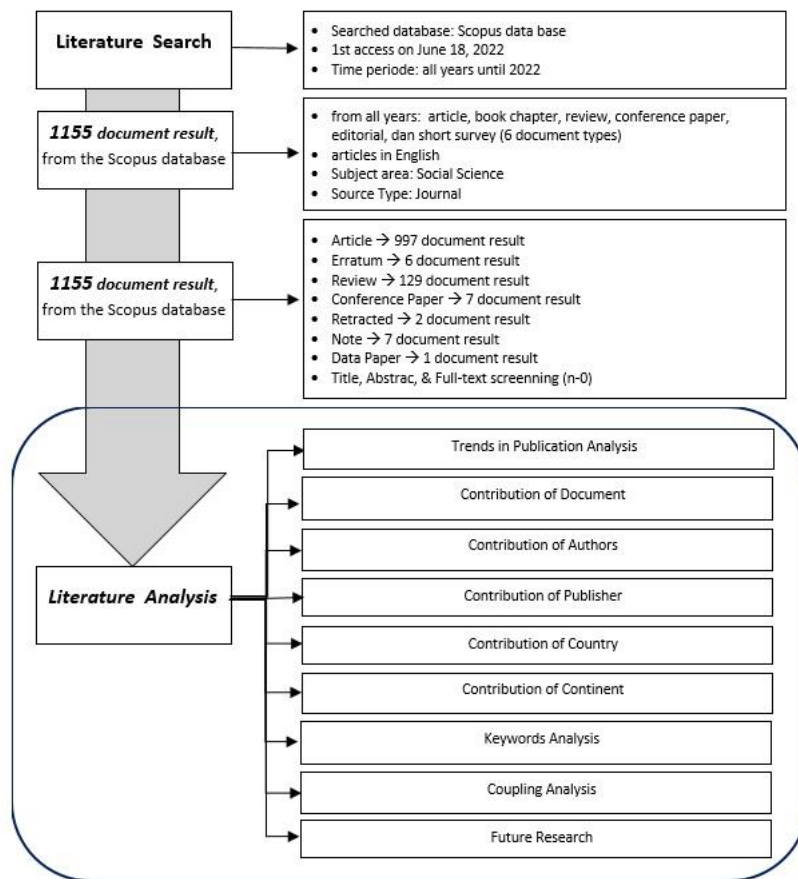 Literature Search
• Searched database: Scopus data base
• 1st access on June 18, 2022
• Time periode: all years until 2022
1155 document result,
from the Scopus database
• from all years: article, book chapter, review, conference paper,
editorial, dan short survey (6 document types)
• articles in English
• Subject area: Social Science
• Source Type: Journal
1155 document result,
from the Scopus database
• Article → 997 document result
• Erratum → 6 document result
• Review → 129 document result
• Conference Paper → 7 document result
• Retracted → 2 document result
• Note → 7 document result
• Data Paper → 1 document result
• Title, Abstrac, & Full-text screenning (n-0)
Literature Analysis
Trends in Publication Analysis
Contribution of Document
Contribution of Authors
Contribution of Publisher
Contribution of Country
Contribution of Continent
Keywords Analysis
Coupling Analysis
Future Research